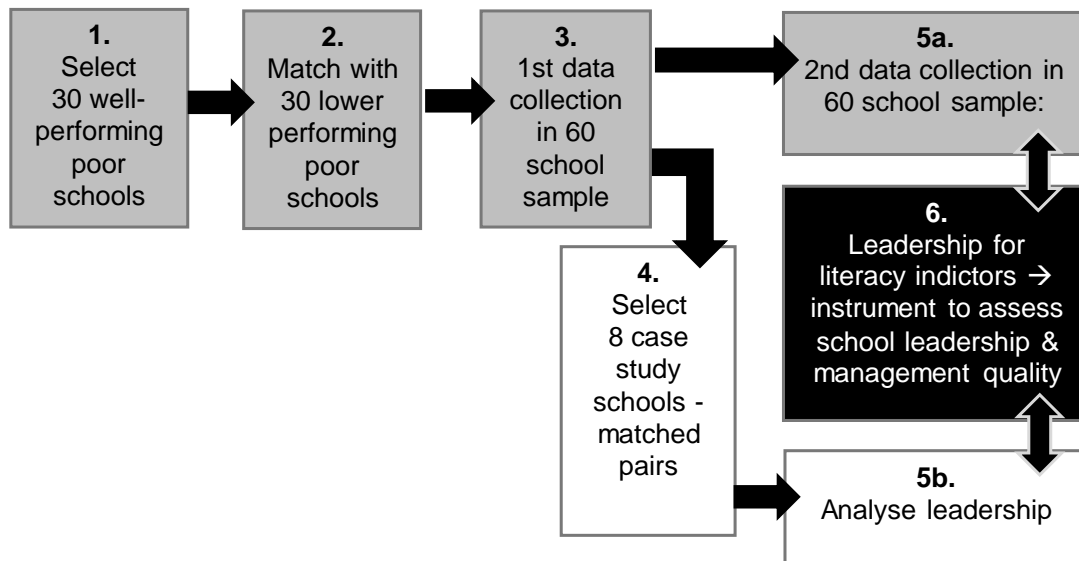 1.
Select
30 well-
performing
poor
schools
2.
Match with
30 lower
performing
poor
schools
3.
1st data
collection
in 60
school
sample
5a.
2nd data collection in
60 school sample:
4.
Select
8 case
study
schools -
matched
pairs
6.
Leadership for
literacy indictors →
instrument to assess
school leadership &
management quality
5b.
Analyse leadership